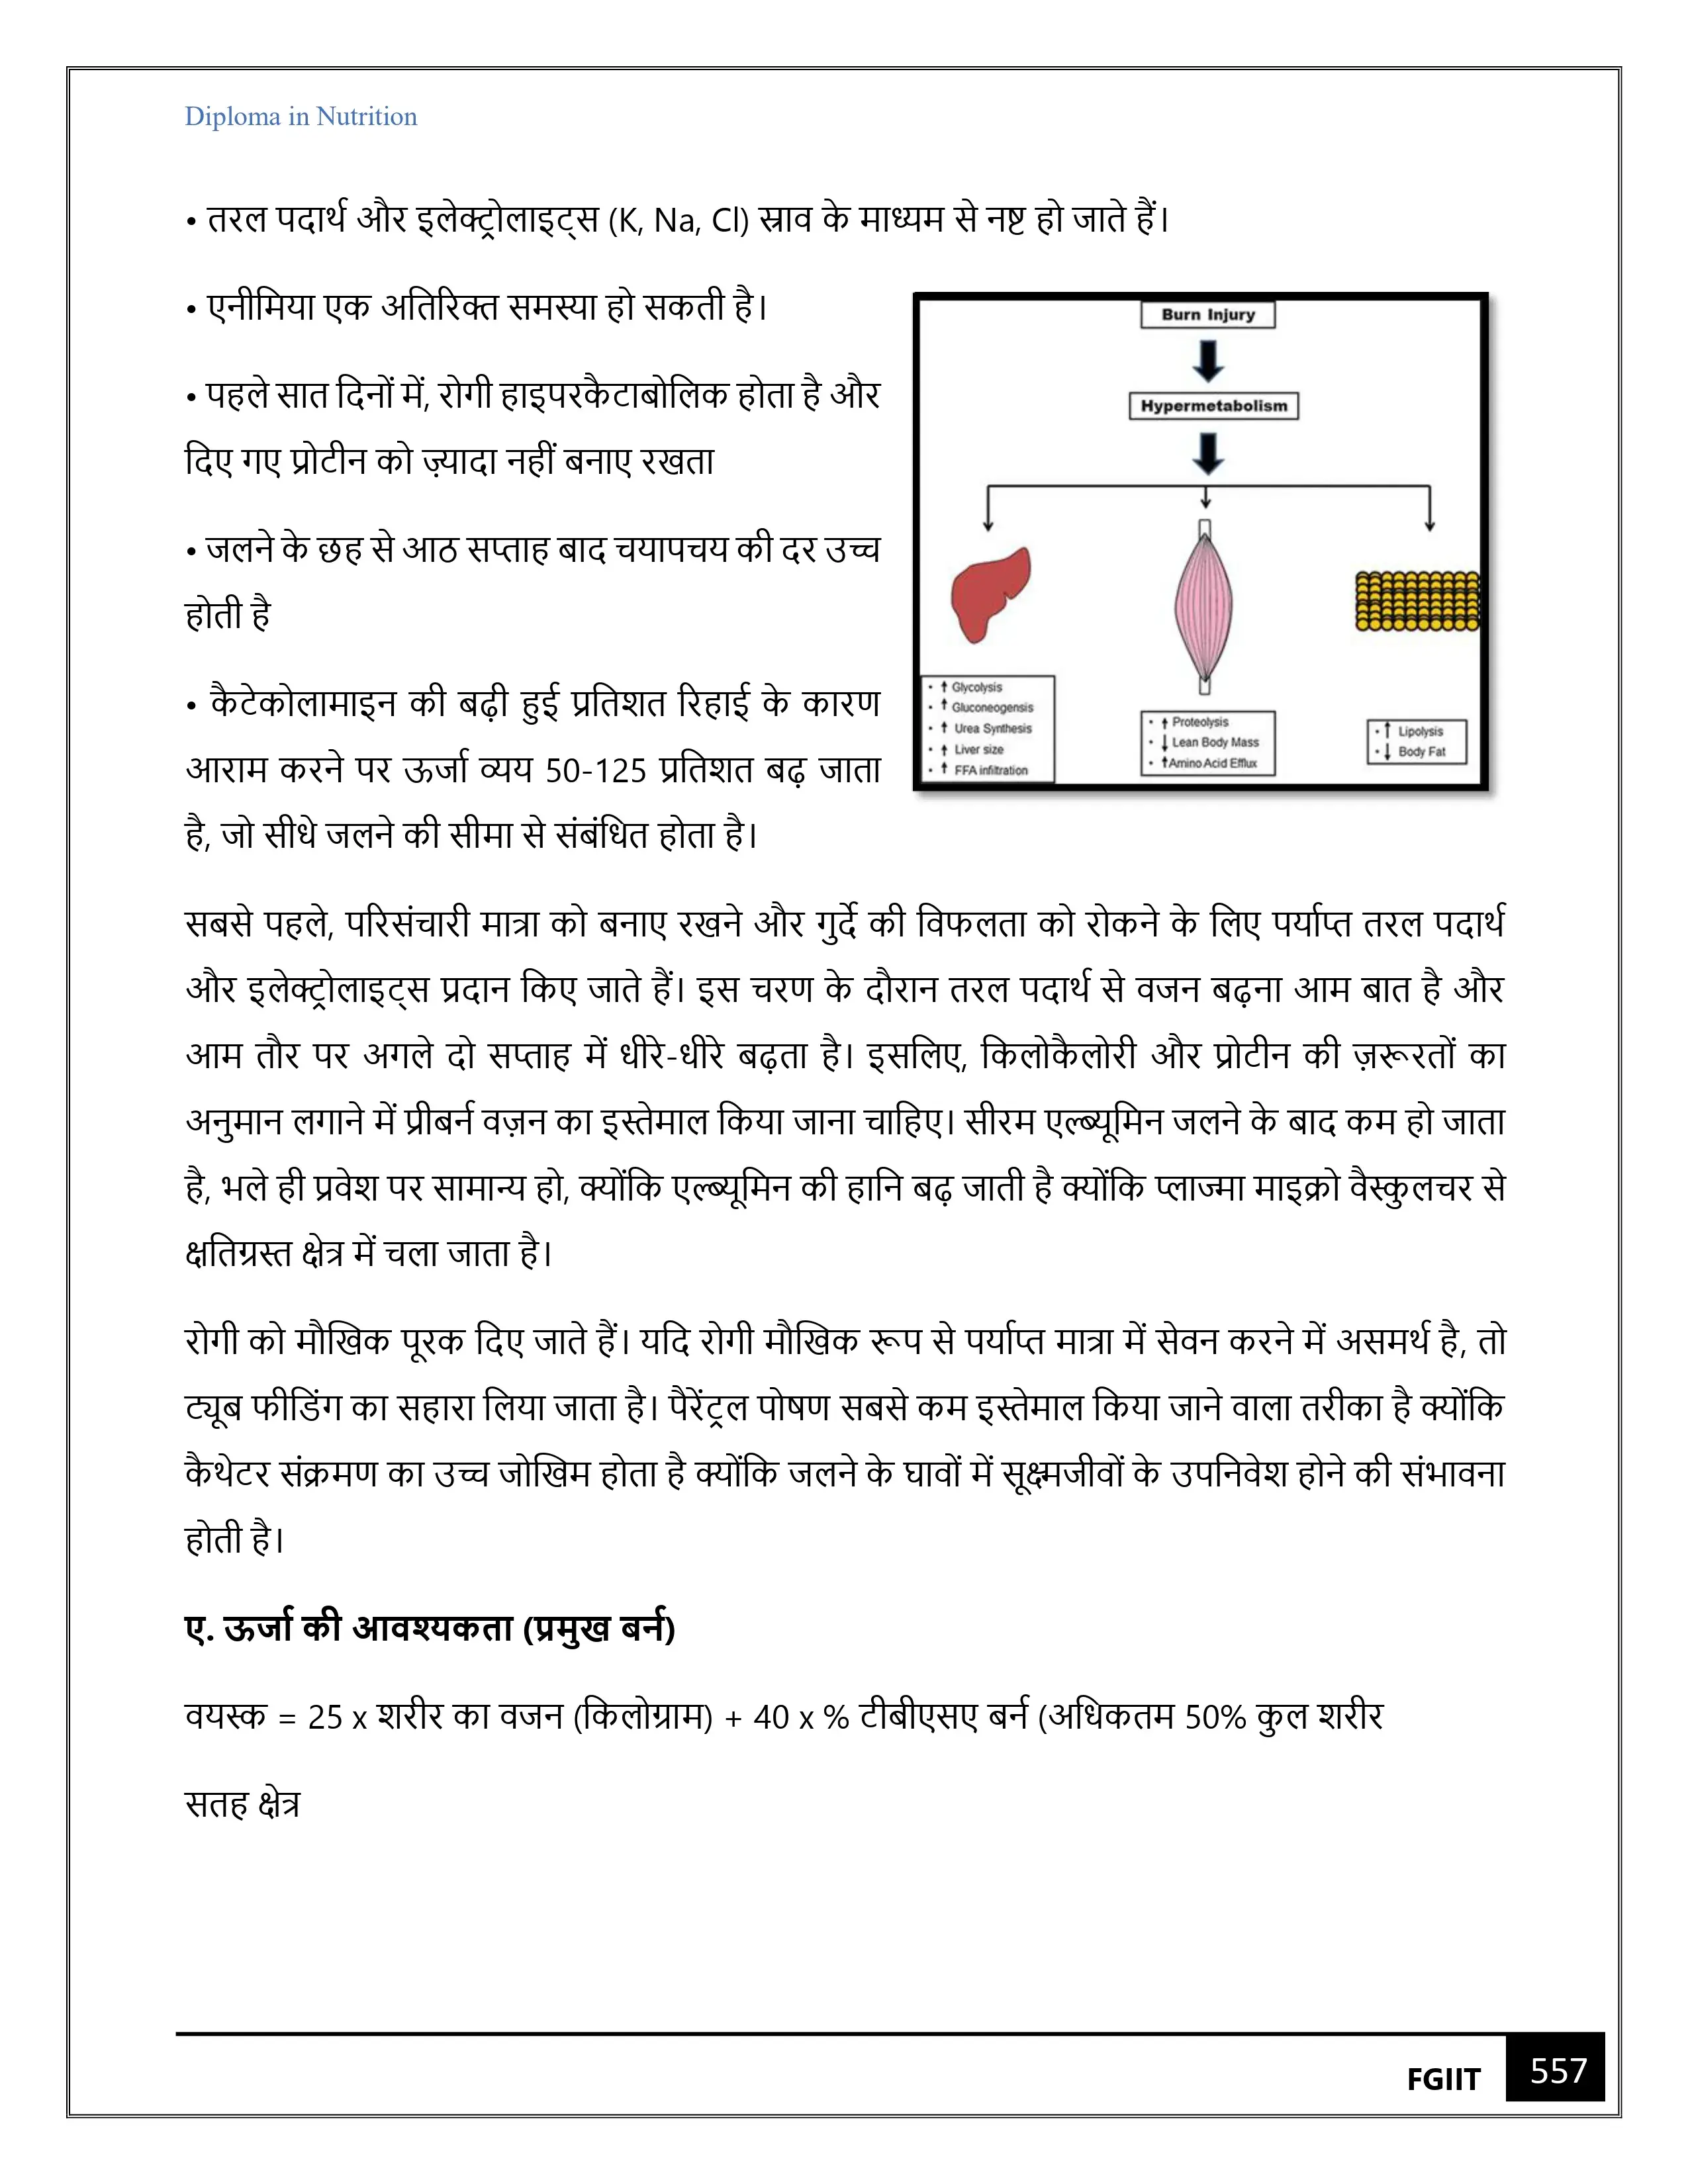 Diploma in Nutrition
• तरल पदार्थ और इलेक्ट्रोलाइट्स (K, Na, Cl) स्राव के माध्यम से नष्ट हो जाते हैं।
• एनीमिया एक अतिरिक्त समस्या हो सकती है।
• पहले सात दिनों में, रोगी हाइपरकैटाबोलिक होता है और
दिए गए प्रोटीन को ज़्यादा नहीं बनाए रखता
• जलने के छह से आठ सप्ताह बाद चयापचय की दर उच्च
होती है
• कैटेकोलामाइन की बढ़ी हुई प्रतिशत रिहाई के कारण
आराम करने पर ऊर्जा व्यय 50-125 प्रतिशत बढ़ जाता
है, जो सीधे जलने की सीमा से संबंधित होता है।
Burn Injury
Hypermetabolism
• ↑ Glycolysis
• ↑ Gluconeogensis
• ↑ Urea Synthesis
• ↑ Liver size
• ↑ FFA infiltration
• ↑ Proteolysis
• ↓ Lean Body Mass
• ↑Amino Acid Efflux
• ↑ Lipolysis
• ↓ Body Fat
सबसे पहले, परिसंचारी मात्रा को बनाए रखने और गुर्दे की विफलता को रोकने के लिए पर्याप्त तरल पदार्थ
और इलेक्ट्रोलाइट्स प्रदान किए जाते हैं। इस चरण के दौरान तरल पदार्थ से वजन बढ़ना आम बात है और
आम तौर पर अगले दो सप्ताह में धीरे-धीरे बढ़ता है। इसलिए, किलोकैलोरी और प्रोटीन की ज़रूरतों का
अनुमान लगाने में प्रीबर्न वज़न का इस्तेमाल किया जाना चाहिए। सीरम एल्ब्यूमिन जलने के बाद कम हो जाता
है, भले ही प्रवेश पर सामान्य हो, क्योंकि एल्ब्यूमिन की हानि बढ़ जाती है क्योंकि प्लाज्मा माइक्रो वैस्कुलचर से
क्षतिग्रस्त क्षेत्र में चला जाता है।
रोगी को मौखिक पूरक दिए जाते हैं। यदि रोगी मौखिक रूप से पर्याप्त मात्रा में सेवन करने में असमर्थ है, तो
ट्यूब फीडिंग का सहारा लिया जाता है। पैरेंट्रल पोषण सबसे कम इस्तेमाल किया जाने वाला तरीका है क्योंकि
कैथेटर संक्रमण का उच्च जोखिम होता है क्योंकि जलने के घावों में सूक्ष्मजीवों के उपनिवेश होने की संभावना
होती है।
ए. ऊर्जा की आवश्यकता (प्रमुख बर्न)
वयस्क = 25 x शरीर का वजन (किलोग्राम) + 40 x % टीबीएसए बर्न (अधिकतम 50% कुल शरीर
सतह क्षेत्र
FGIIT 557